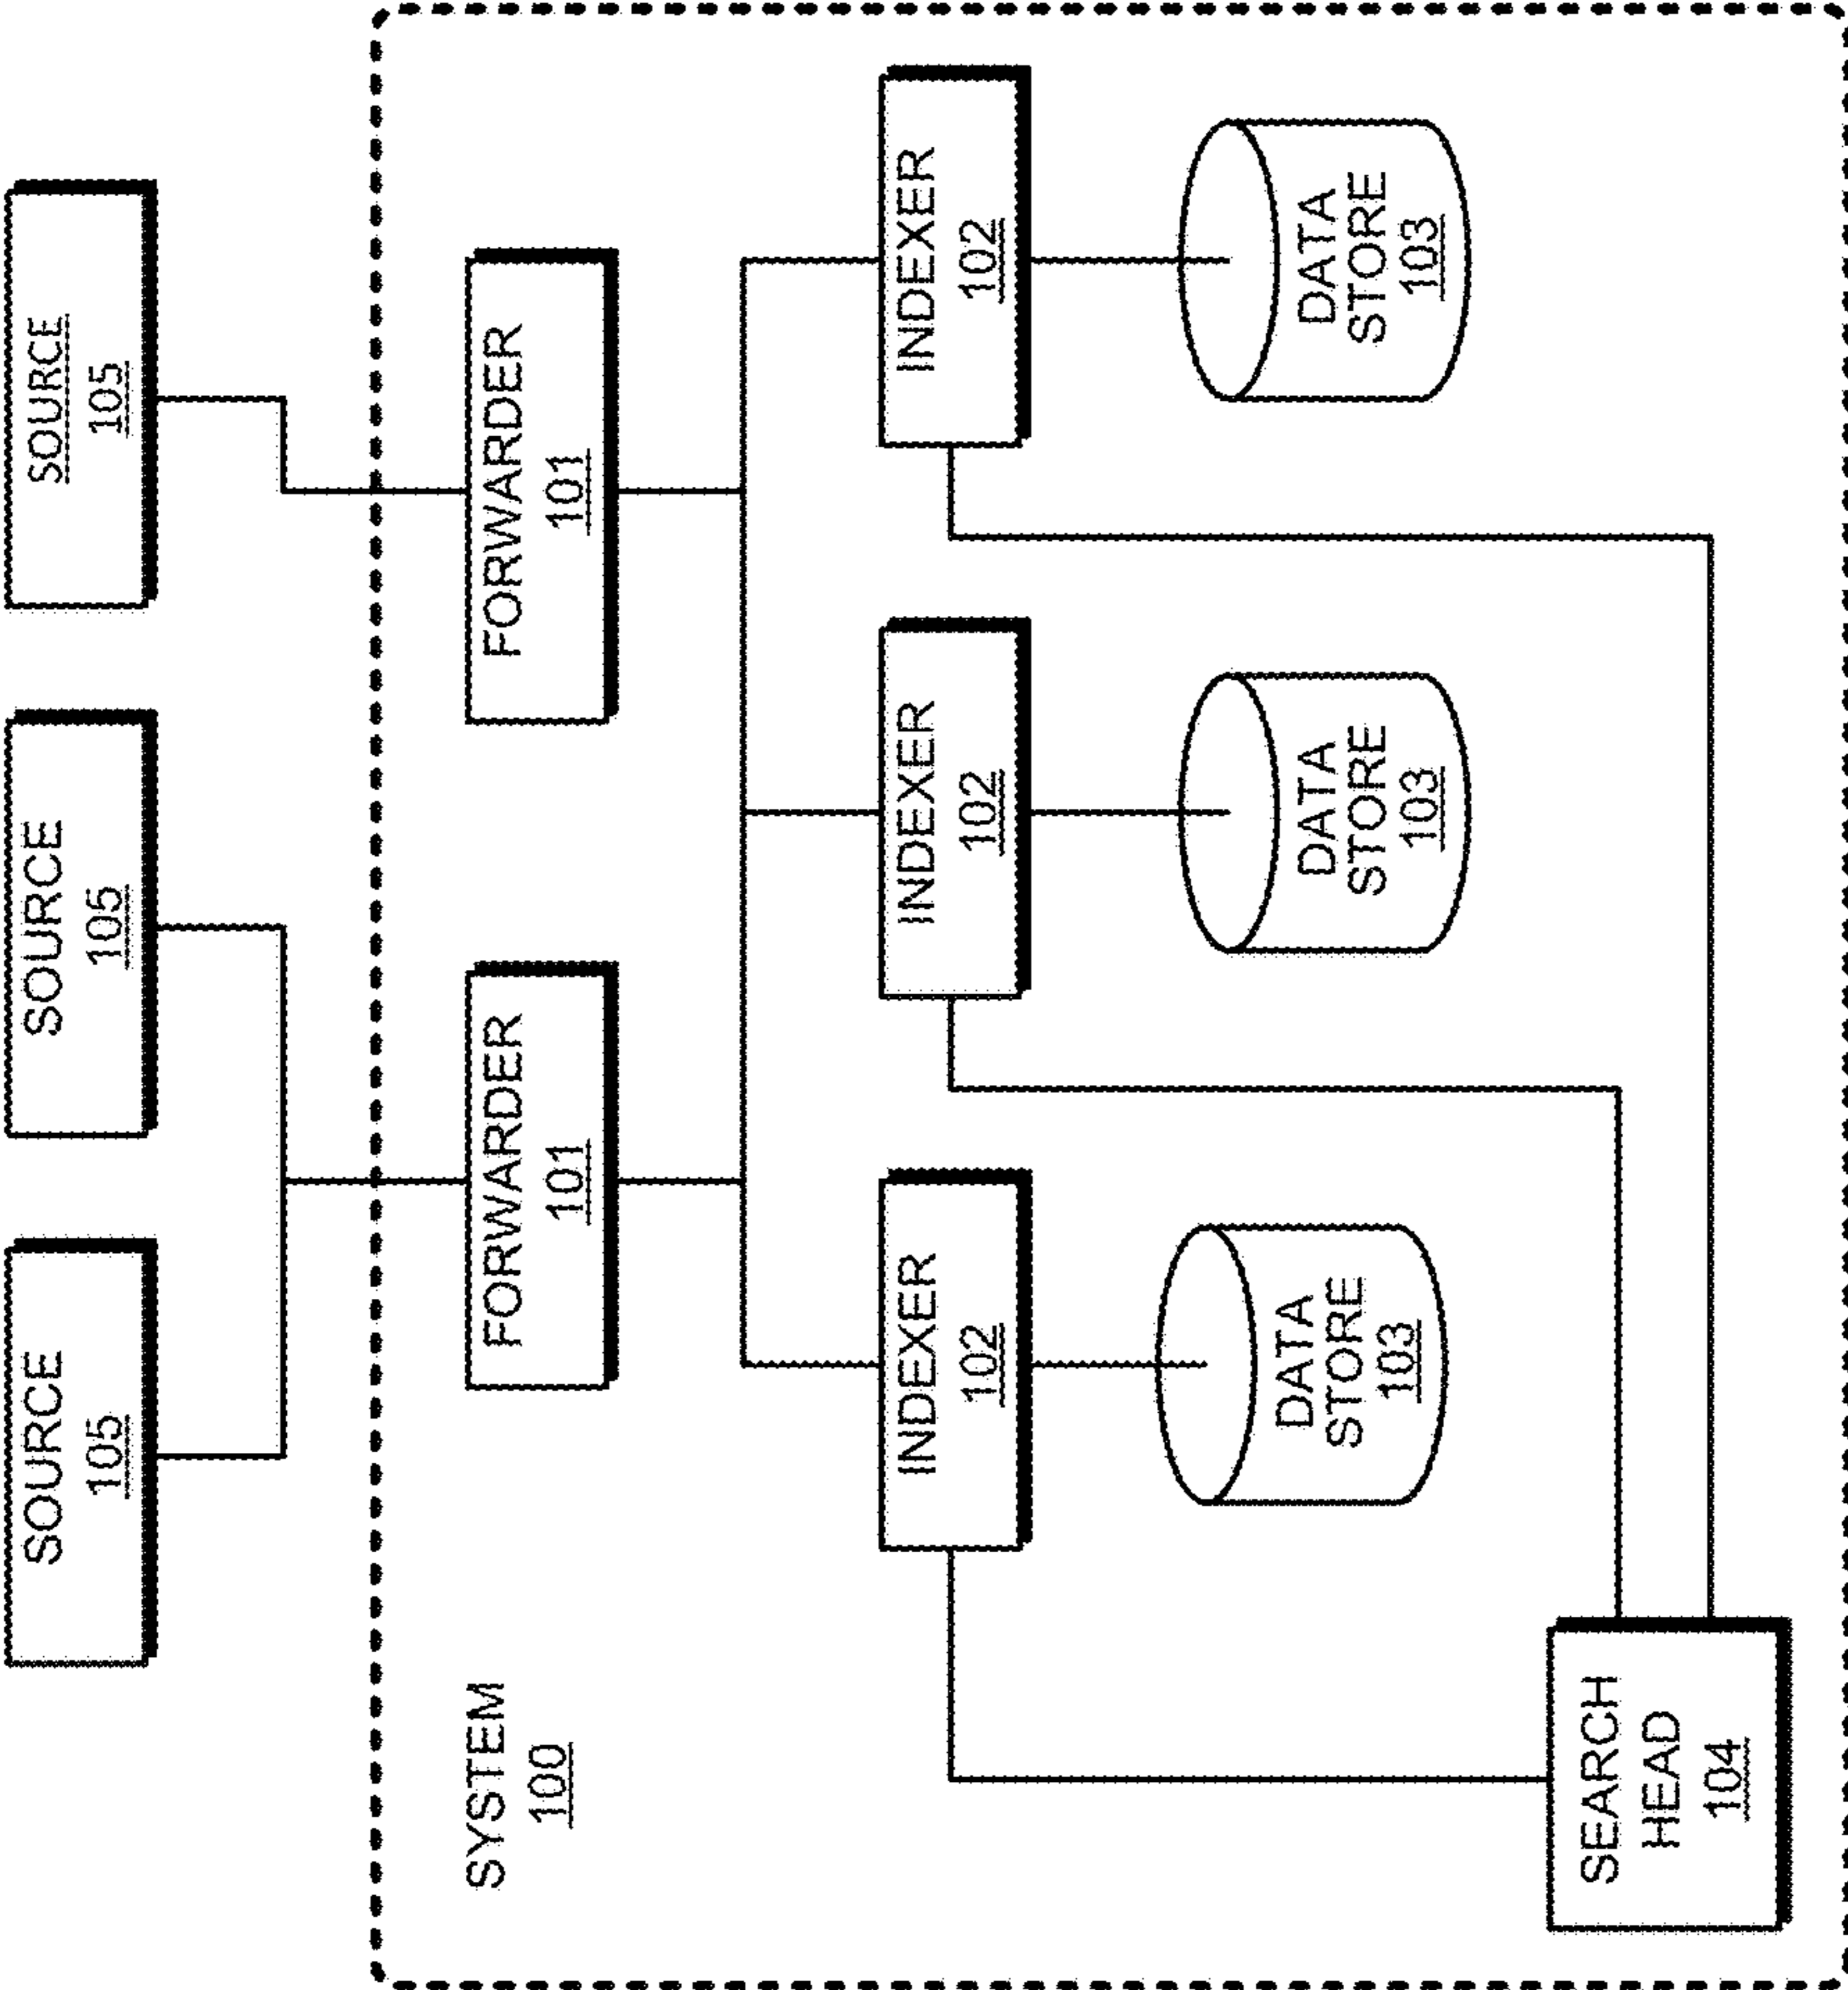 SOURCE
105
SOURCE
105
SOURCE
105
SYSTEM
100
FORWARDER
101
FORWARDER
101
INDEXER
102
INDEXER
102
INDEXER
102
DATA
STORE
103
DATA
STORE
103
DATA
STORE
103
SEARCH
HEAD
104